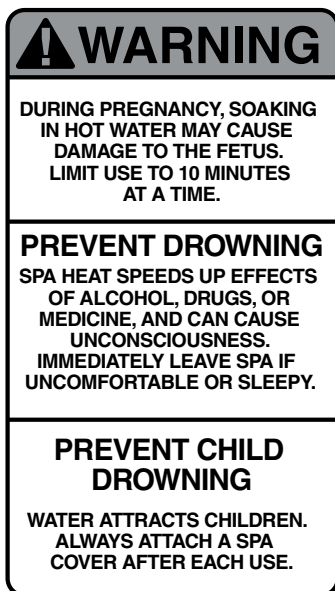 WARNING
DURING PREGNANCY, SOAKING
IN HOT WATER MAY CAUSE
DAMAGE TO THE FETUS.
LIMIT USE TO 10 MINUTES
AT A TIME.
PREVENT DROWNING
SPA HEAT SPEEDS UP EFFECTS
OF ALCOHOL, DRUGS, OR
MEDICINE, AND CAN CAUSE
UNCONSCIOUSNESS.
IMMEDIATELY LEAVE SPA IF
UNCOMFORTABLE OR SLEEPY.
PREVENT CHILD
DROWNING
WATER ATTRACTS CHILDREN.
ALWAYS ATTACH A SPA
COVER AFTER EACH USE.